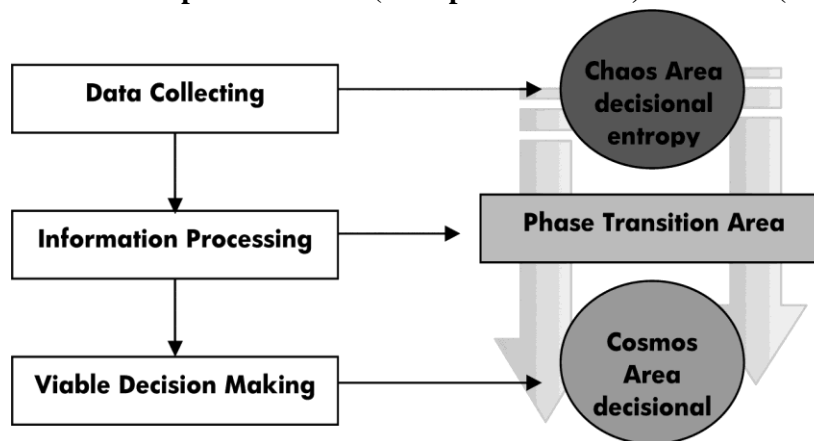 Data Collecting
Chaos Area
decisional
entropy
Information Processing
Phase Transition Area
Viable Decision Making
Cosmos
Area
decisional